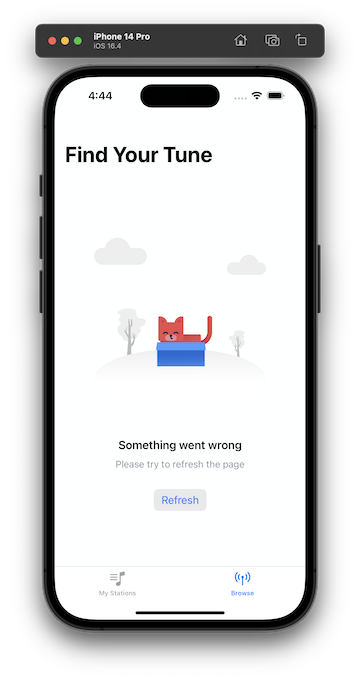 iPhone 14 Pro
iOS 16.4
4:44
Find Your Tune
Something went wrong
Please try to refresh the page
Refresh
My Stations
Browse